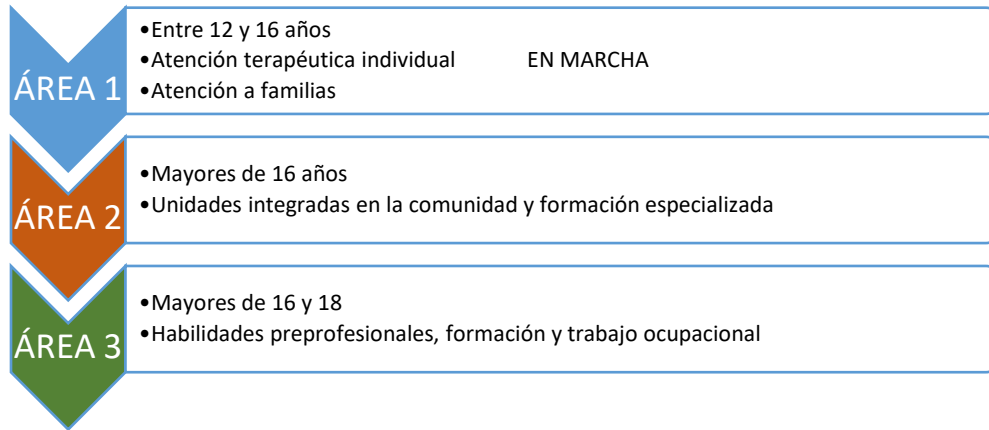 •Entre 12 y 16 años
•Atención terapéutica individual EN MARCHA
ÁREA 1
•Atención a familias
•Mayores de 16 años
•Unidades integradas en la comunidad y formación especializada
ÁREA 2
•Mayores de 16 y 18
•Habilidades preprofesionales, formación y trabajo ocupacional
ÁREA 3